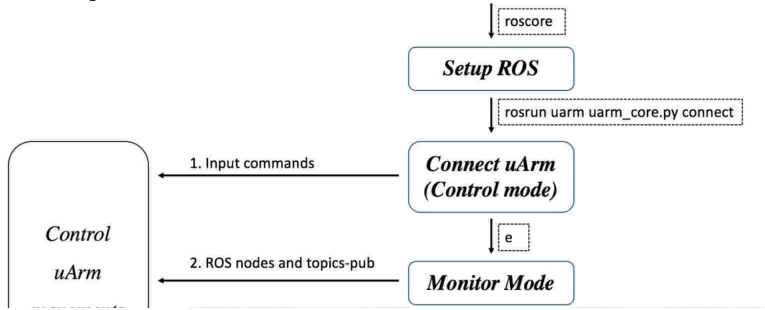 roscore
Setup ROS
rosrun uarm uarm_core.py connect
1. Input commands
Connect uArm
(Control mode)
Control
e
uArm
2. ROS nodes and topics-pub
Monitor Mode